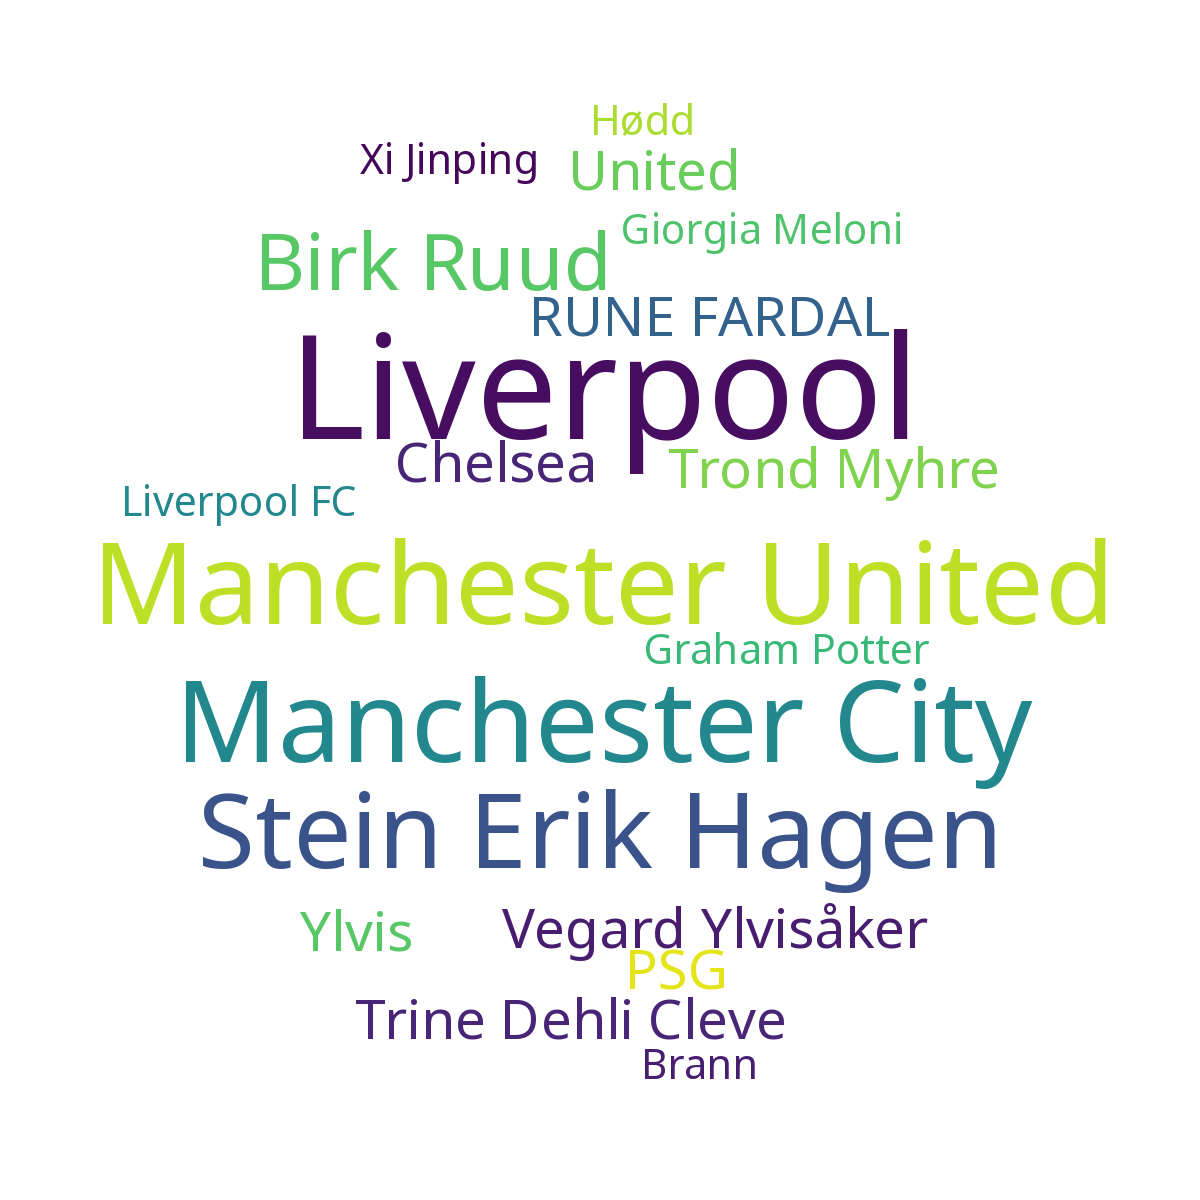 Hødd
Xi Jinping
United
Giorgia Meloni
Birk Ruud
RUNE FARDAL
Liverpool
Chelsea
Trond Myhre
Liverpool FC
Manchester United
Graham Potter
Manchester City
Stein Erik Hagen
Ylvis
Vegard Ylvisåker
PSG
Trine Dehli Cleve
Brann